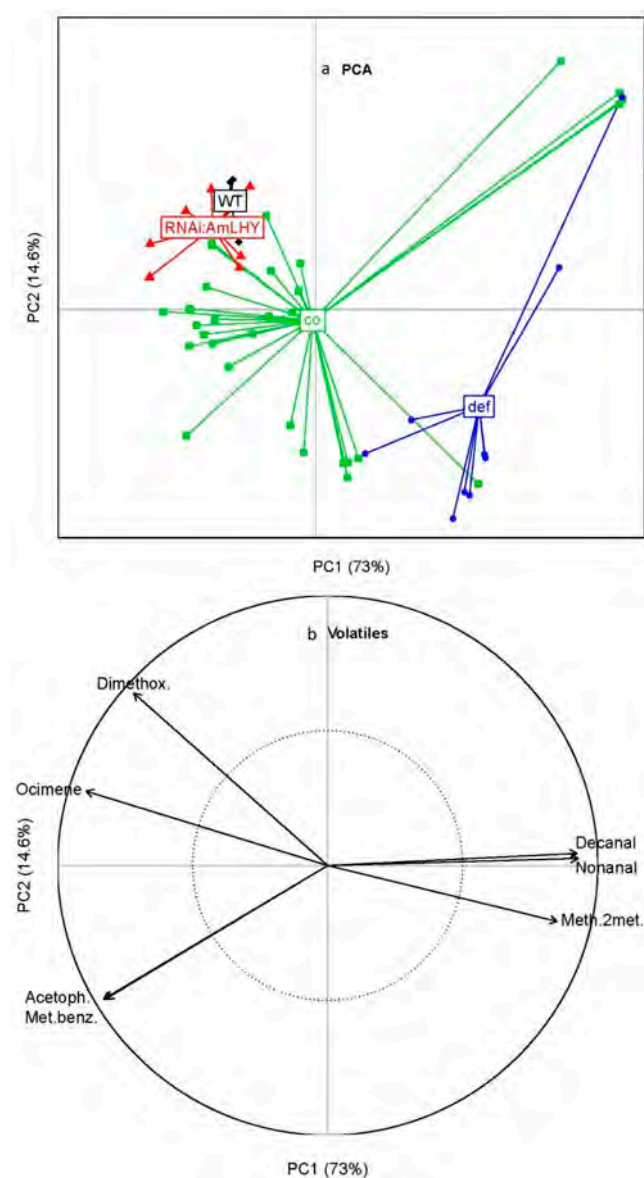 a PCA
WT
RNAi:AmLHY
co
def
PC2 (14.6%)
PC1 (73%)
b Volatiles
Dimethox.
Ocimene
Decanal
Nonanal
Meth.2met.
Acetoph.
Met.benz.
PC2 (14.6%)
PC1 (73%)